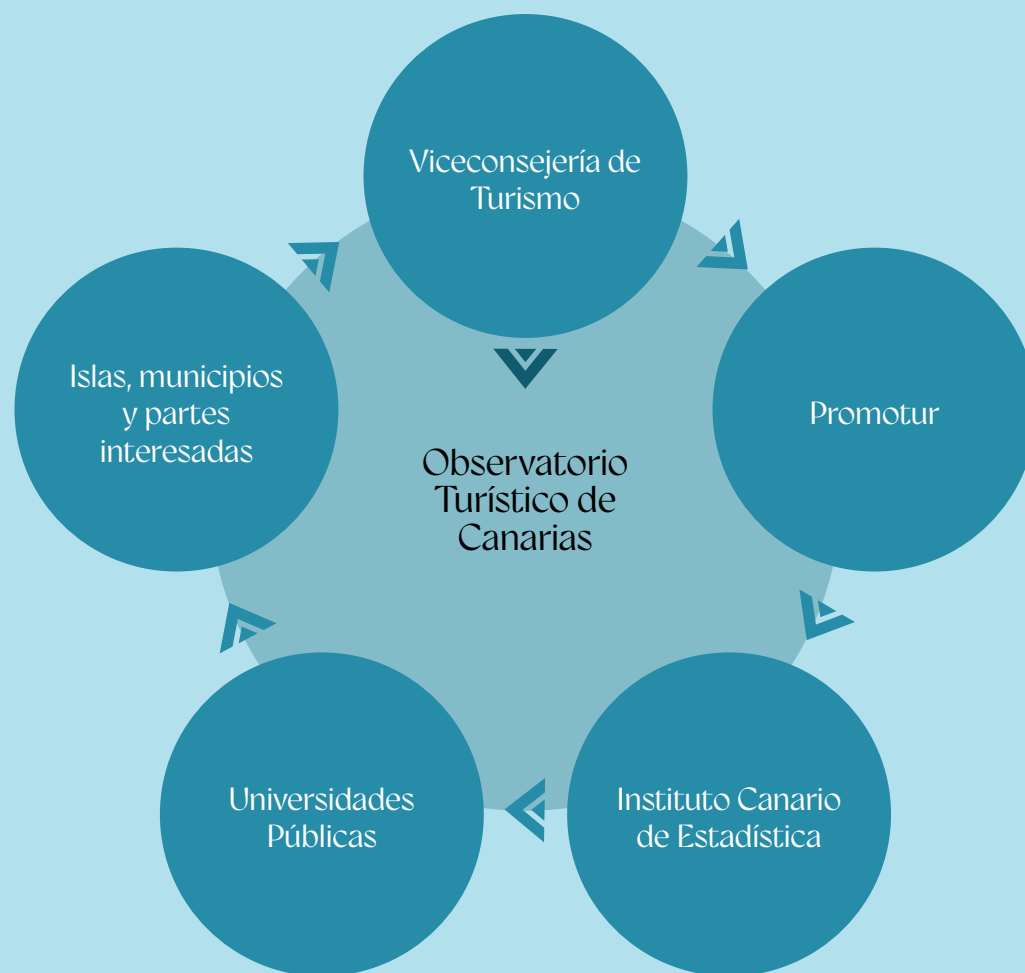 Viceconsejería de
Turismo
Islas, municipios
y partes
interesadas
Promotur
Observatorio
Turístico de
Canarias
Universidades
Públicas
Instituto Canario
de Estadística